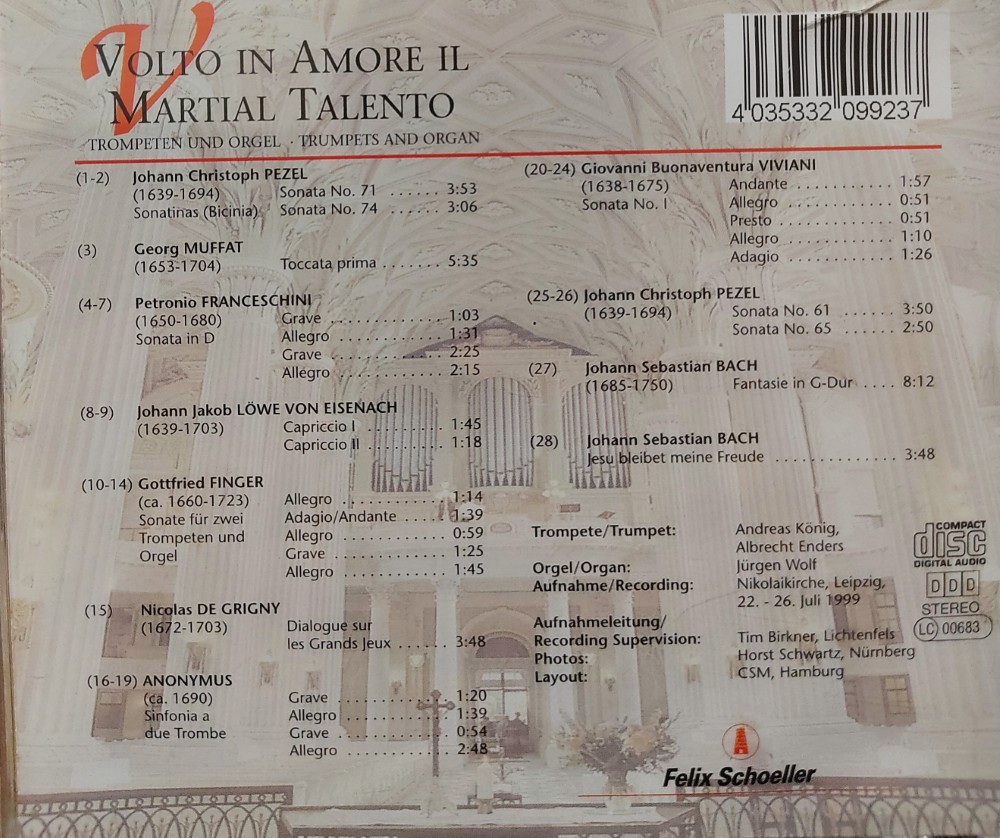 VOLTO IN AMORE IL
MARTIAL TALENTO
TROMPETEN UND ORGEL · TRUMPETS AND ORGAN
4 035332 099237
(1-2) Johann Christoph PEZEL
(1639-1694) Sonata No. 71 ...... 3:53
Sonatinas (Bicinia) Sonata No. 74 ...... 3:06
(3) Georg MUFFAT
(1653-1704) Toccata prima ....... 5:35
(4-7) Petronio FRANCESCHINI
(1650-1680) Grave ............ 1:03
Sonata in D Allegro ............ 1:31
Grave ............ 2:25
Allegro ............ 2:15
(8-9) Johann Jakob LÖWE VON EISENACH
(1639-1703) Capriccio I ......... 1:45
Capriccio II ......... 1:18
(10-14) Gottfried FINGER
(ca. 1660-1723) Allegro ............ 1:14
Sonate für zwei Adagio/Andante ..... 1:39
Trompeten und Allegro ............ 0:59
Orgel Grave ............ 1:25
Allegro ............ 1:45
(15) Nicolas DE GRIGNY
(1672-1703) Dialogue sur
les Grands Jeux ...... 3:48
(16-19) ANONYMUS
(ca. 1690) Grave ............ 1:20
Sinfonia a Allegro ............ 1:39
due Trombe Grave ............ 0:54
Allegro ............ 2:48
(20-24) Giovanni Buonaventura VIVIANI
(1638-1675) Andante ........... 1:57
Sonata No. I Allegro ............ 0:51
Presto ............ 0:51
Allegro ............ 1:10
Adagio ............ 1:26
(25-26) Johann Christoph PEZEL
(1639-1694) Sonata No. 61 ...... 3:50
Sonata No. 65 ...... 2:50
(27) Johann Sebastian BACH
(1685-1750) Fantasie in G-Dur .... 8:12
(28) Johann Sebastian BACH
Jesu bleibet meine Freude ............. 3:48
Trompete/Trumpet: Andreas König,
Albrecht Enders
Orgel/Organ: Jürgen Wolf
Aufnahme/Recording: Nikolaikirche, Leipzig,
22. - 26. Juli 1999
Aufnahmeleitung/
Recording Supervision: Tim Birkner, Lichtenfels
Photos: Horst Schwartz, Nürnberg
Layout: CSM, Hamburg
COMPACT
disc
DIGITAL AUDIO
DDD
STEREO
LC 00683
Felix Schoeller